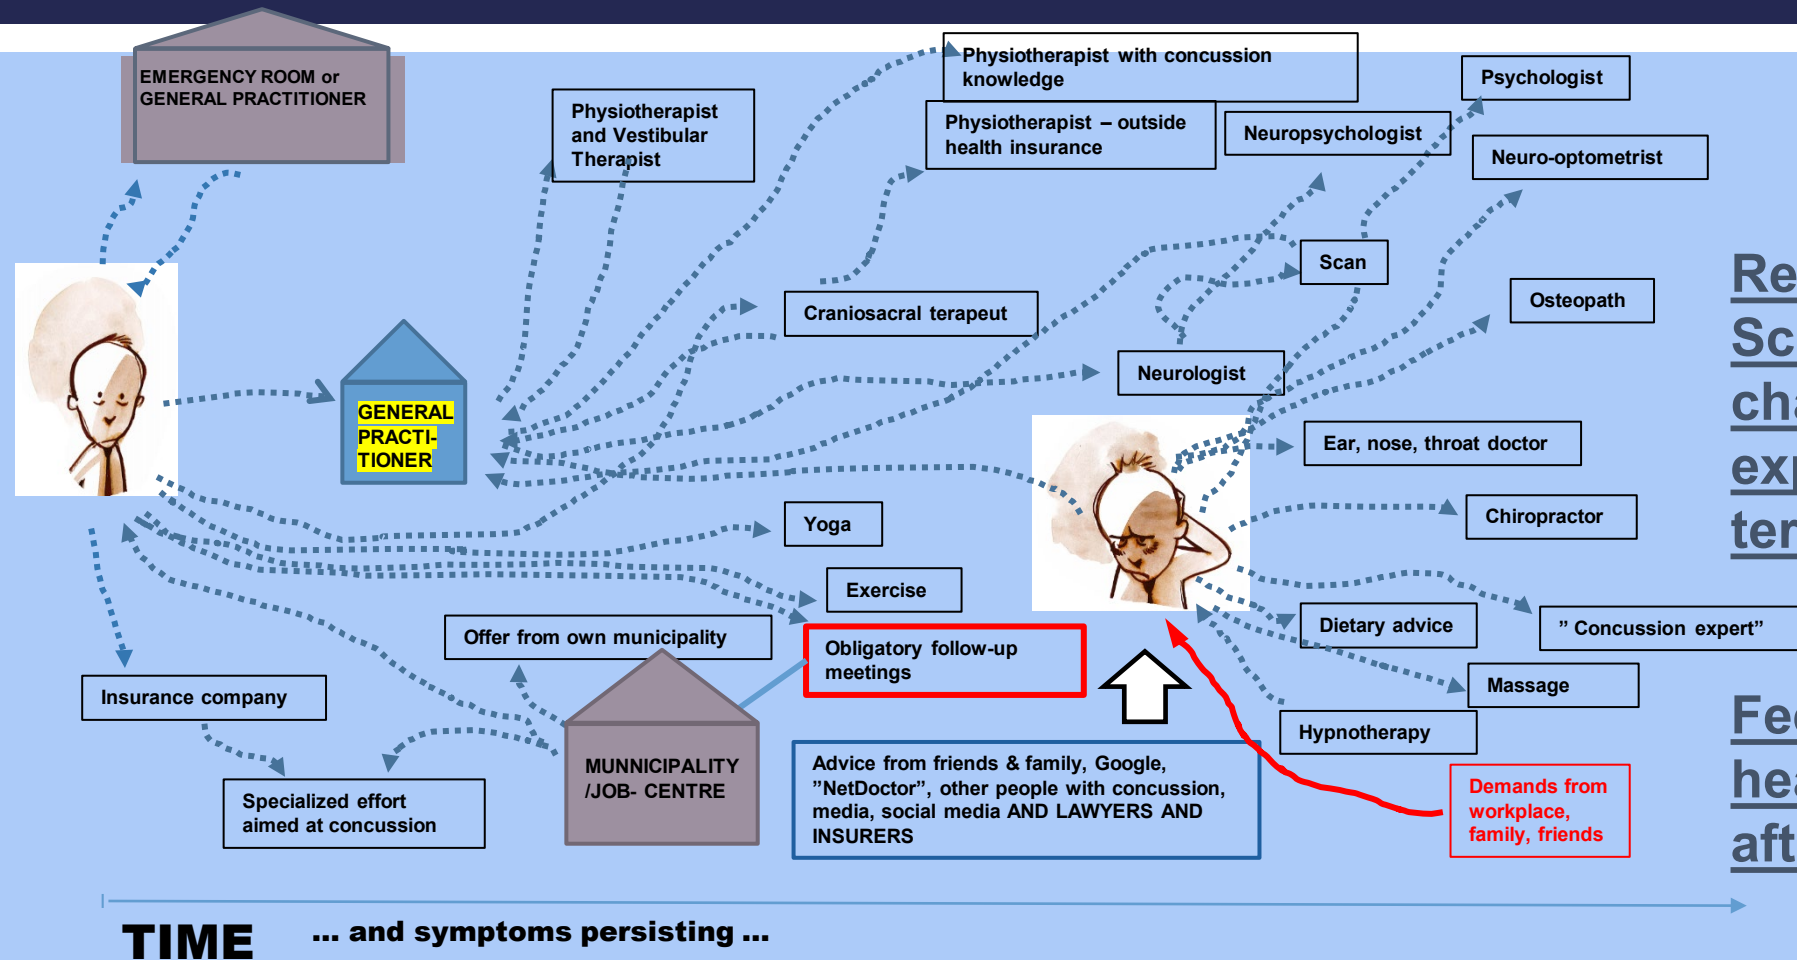 EMERGENCY ROOM or
GENERAL PRACTITIONER
Physiotherapist
and Vestibular
Therapist
Physiotherapist with concussion
knowledge
Physiotherapist – outside
health insurance
Neuropsychologist
Psychologist
Neuro-optometrist
Scan
Osteopath
Craniosacral terapeut
Neurologist
GENERAL
PRACTI-
TIONER
Ear, nose, throat doctor
Chiropractor
Yoga
Exercise
Dietary advice
” Concussion expert”
Offer from own municipality
Obligatory follow-up
meetings
Insurance company
Massage
Hypnotherapy
MUNNICIPALITY
/JOB- CENTRE
Advice from friends & family, Google,
”NetDoctor”, other people with concussion,
media, social media AND LAWYERS AND
INSURERS
Specialized effort
aimed at concussion
Demands from
workplace,
family, friends
TIME
... and symptoms persisting ...